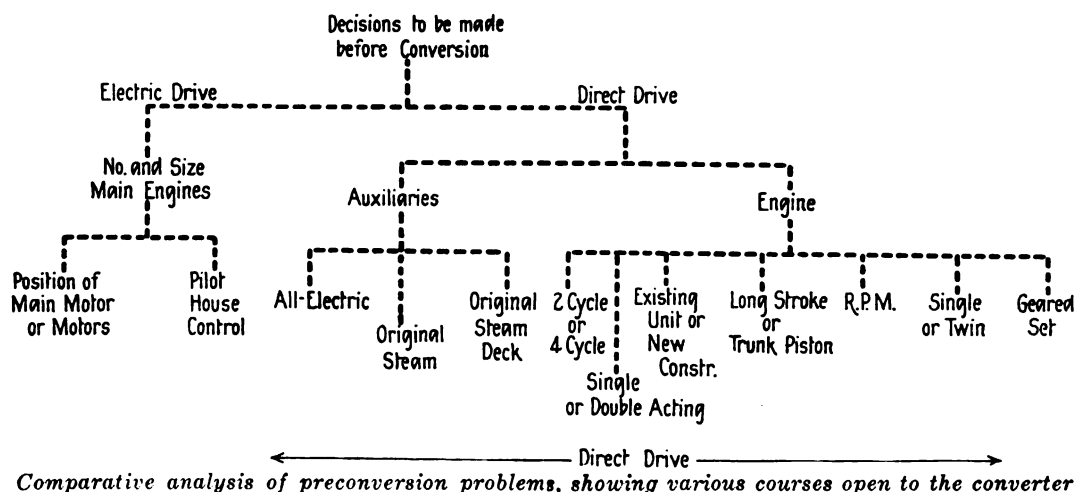 Decisions to be made
before Conversion
Electric Drive
Direct Drive
No. and Size
Main Engines
Auxiliaries
Engine
Position of
Main Motor
or Motors
Pilot
House
Control
All-Electric
Original
Steam
Original
Steam
Deck
2 Cycle
or
4 Cycle
Single
or Double Acting
Existing
Unit or
New
Constr.
Long Stroke
or
Trunk Piston
R.P.M.
Single
or Twin
Geared
Set
Direct Drive
Comparative analysis of preconversion problems, showing various courses open to the converter